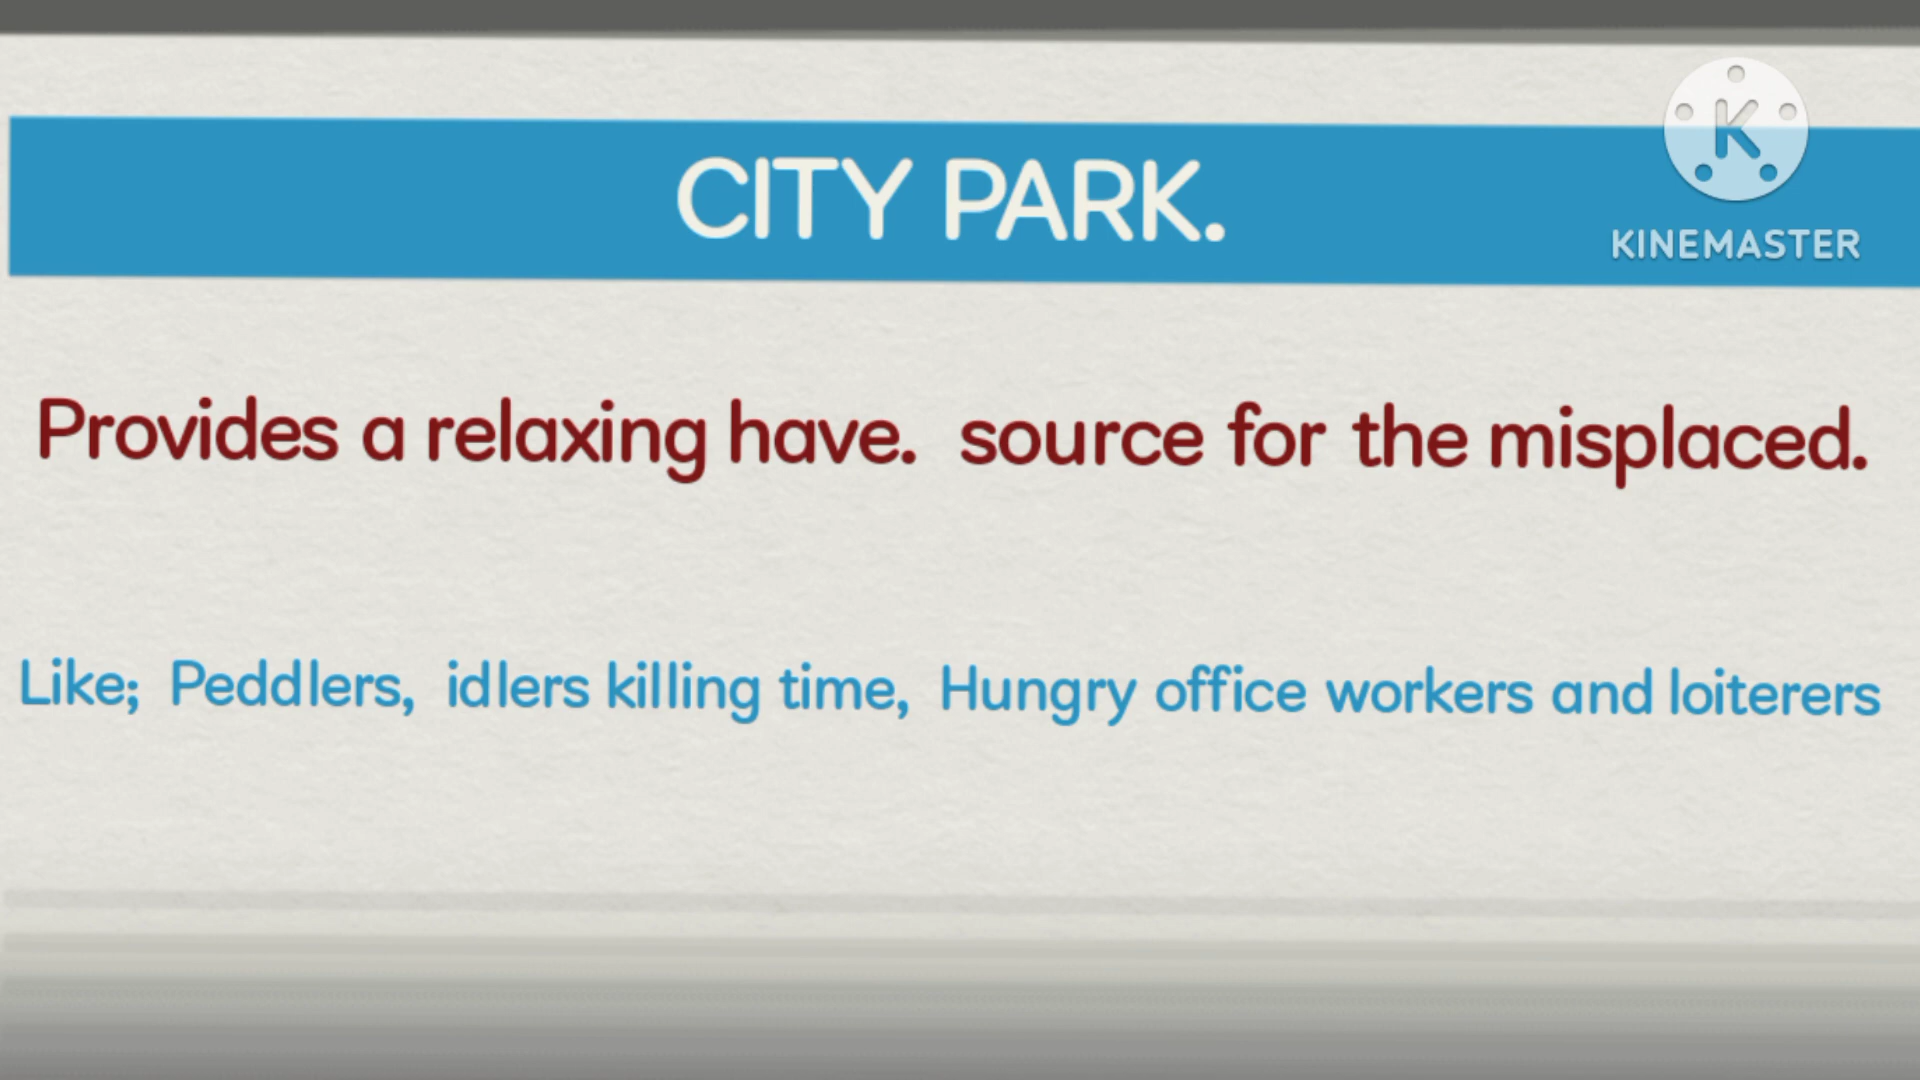 CITY PARK.
K
KINEMASTER
Provides a relaxing have.  source for the misplaced.
Like;  Peddlers,  idlers killing time,  Hungry office workers and loiterers